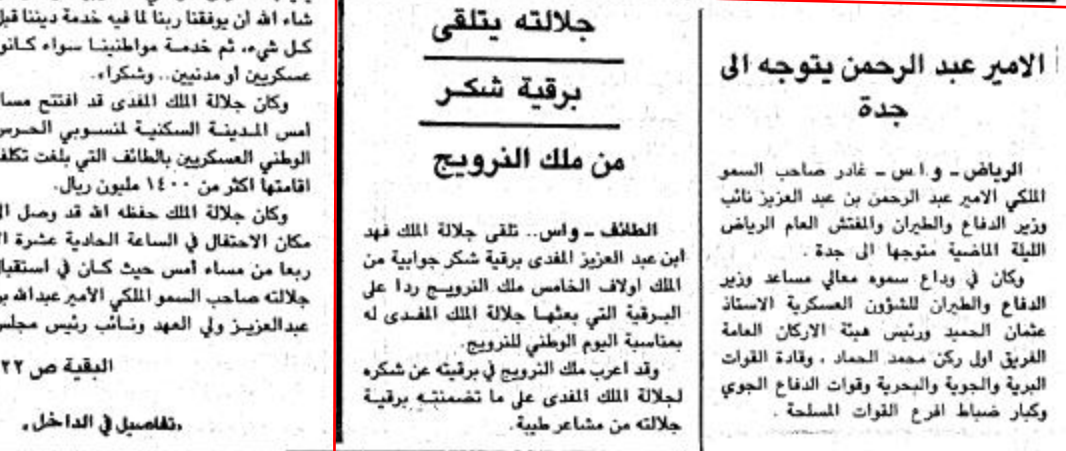 الامير عبد الرحمن يتوجه الى
جدة
الرياض ـ و.ا.س ـ غادر صاحب السمو
الملكي الامير عبد الرحمن بن عبد العزيز نائب
وزير الدفاع والطيران والمفتش العام الرياض
الليلة الماضية متوجها الى جدة .
وكان في وداع سموه معالي مساعد وزير
الدفاع والطيران للشؤون العسكرية الاستاذ
عثمان الحميد ورئيس هيئة الاركان العامة
الفريق اول ركن محمد الحماد ، وقادة القوات
البرية والجوية والبحرية وقوات الدفاع الجوي
وكبار ضباط افرع القوات المسلحة .
جلالته يتلقى
برقية شكر
من ملك النرويج
الطائف ـ واس.. تلقى جلالة الملك فهد
ابن عبد العزيز المفدى برقية شكر جوابية من
الملك اولاف الخامس ملك النرويج ردا على
البرقية التي بعثها جلالة الملك المفدى له
بمناسبة اليوم الوطني للنرويج.
وقد اعرب ملك النرويج في برقيته عن شكره
لجلالة الملك المفدى على ما تضمنته برقية
جلالته من مشاعر طيبة .
شاء الله أن يوفقنا ربنا لما فيه خدمة ديننا قبل
كل شيء، ثم خدمة مواطنينا سواء كانو
عسكريين أو مدنيين.. وشكرا.
وكان جلالة الملك المفدى قد افتتح مسا
أمس المدينة السكنية لمنسوبي الحرس
الوطني العسكريين بالطائف التي بلغت تكلف
اقامتها اكثر من ١٤٠٠ مليون ريال.
وكان جلالة الملك حفظه الله قد وصل ال
مكان الاحتفال في الساعة الحادية عشرة ا
ربعا من مساء أمس حيث كان في استقبال
جلالته صاحب السمو الملكي الأمير عبدالله بن
عبدالعزيز ولي العهد ونائب رئيس مجلس
البقية ص ٢٢
«تفاصيل في الداخل»